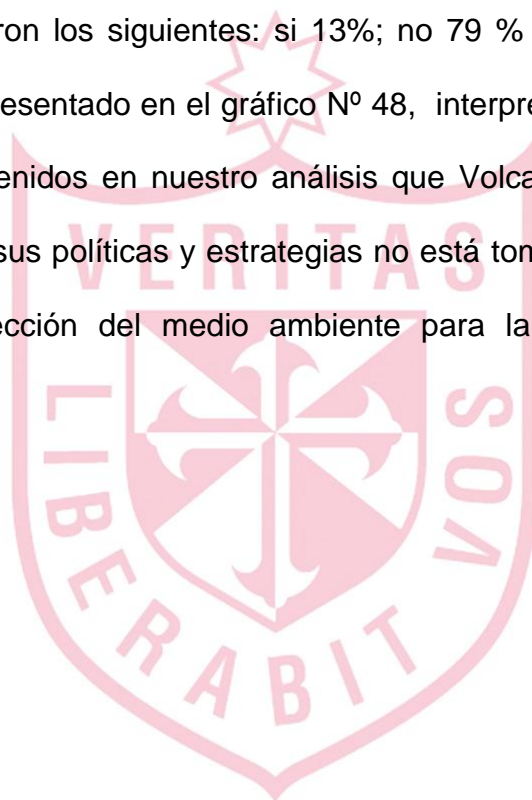 ron los siguientes: si 13%; no 79 %
esentado en el gráfico Nº 48, interpre
enidos en nuestro análisis que Volca
sus políticas y estrategias no está tom
ección del medio ambiente para la
VERITAS
LIBERABIT VOS